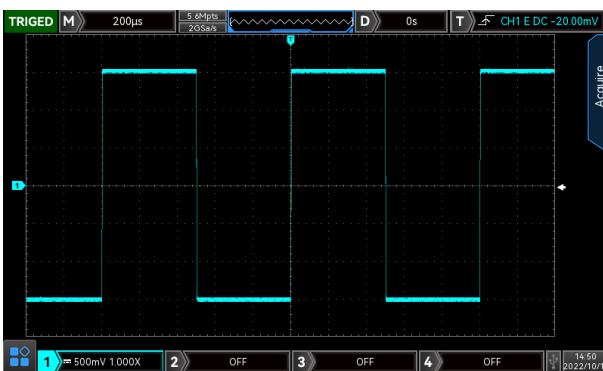 TRIGED M 200μs 5.6Mpts D 0s T CH1 E DC -20.00mV
2GSa/s
T
Acquire
1
1 500mV 1.000X 2 OFF 3 OFF 4 OFF 14:50